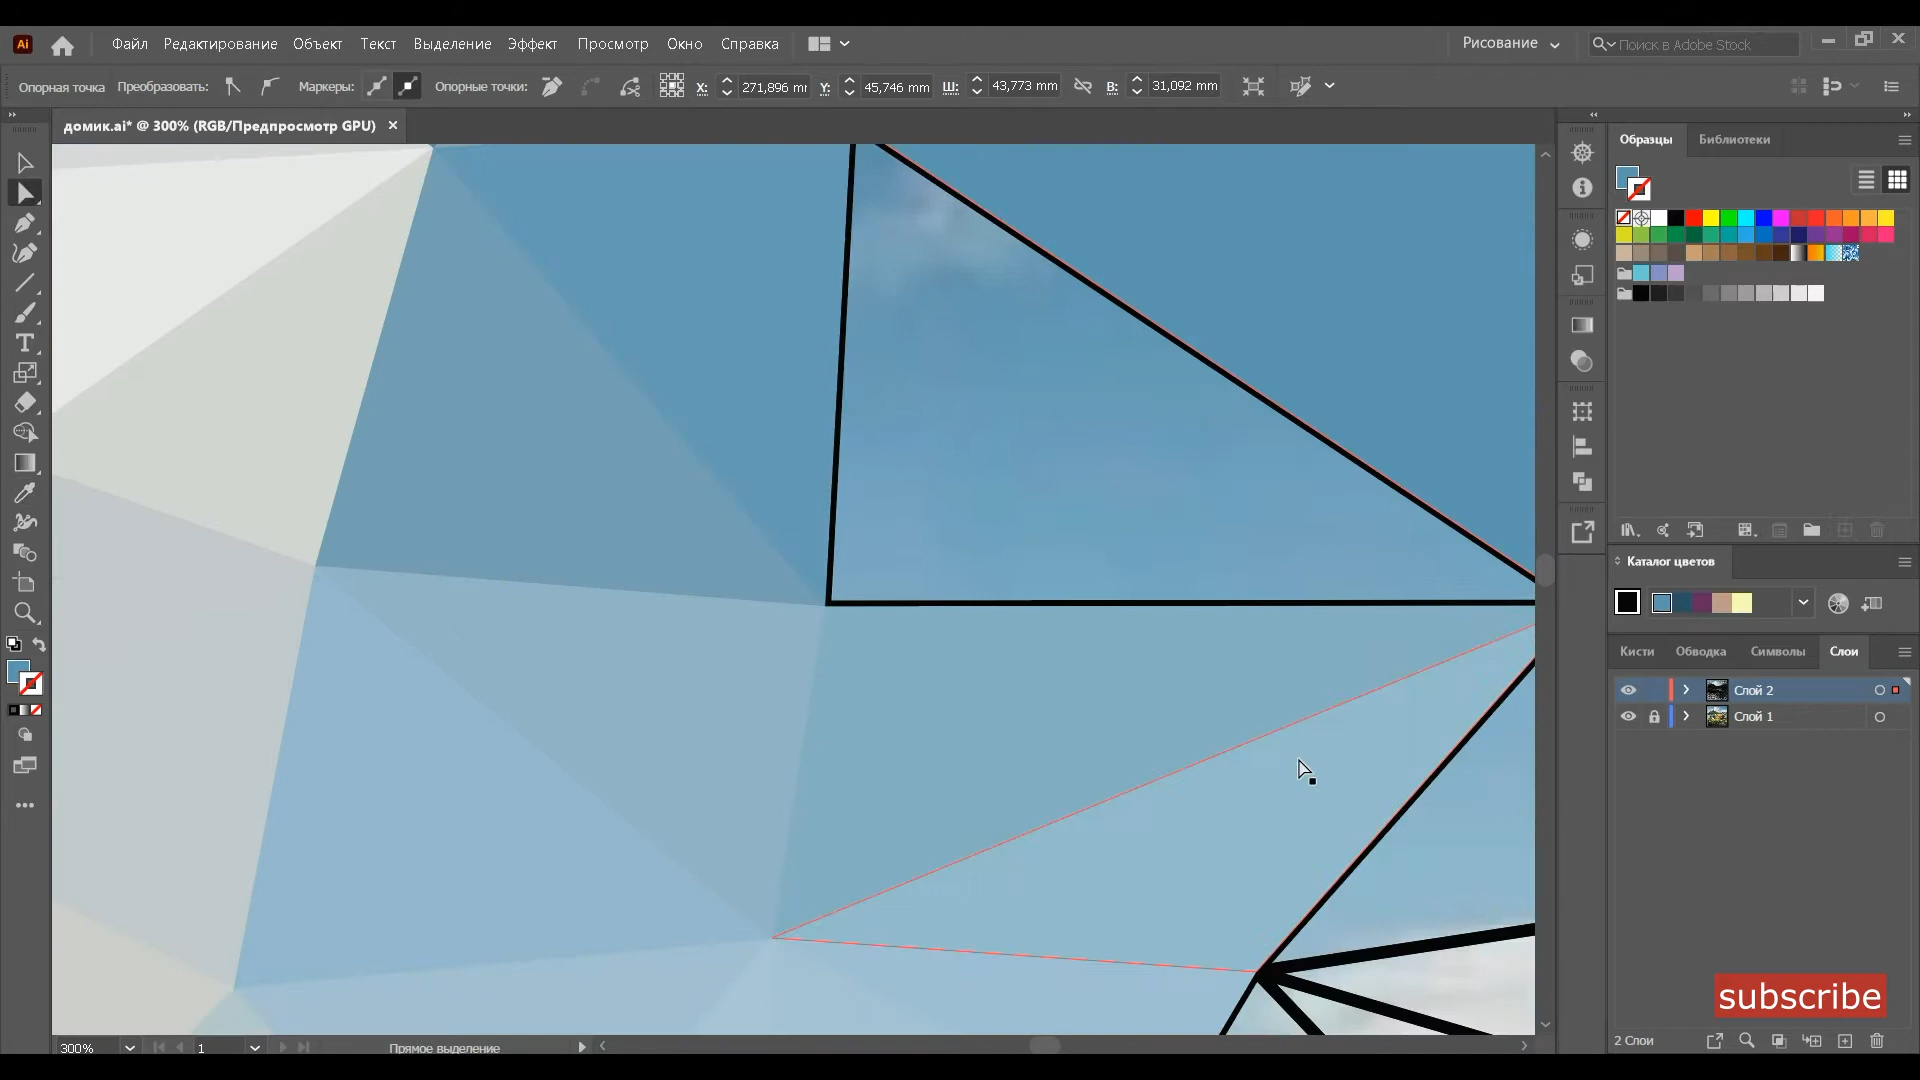 Ai
Файл Редактирование Объект Текст Выделение Эффект Просмотр Окно Справка
Рисование
Поиск в Adobe Stock
Опорная точка Преобразовать: Маркеры: Опорные точки: X: 271,896 mr Y: 45,746 mm Ш: 43,773 mm В: 31,092 mm
домик.ai* @ 300% (RGB/Предпросмотр GPU) ×
Образцы Библиотеки
Каталог цветов
Кисти Обводка Символы Слои
Слой 2
Слой 1
subscribe
2 Слои
300% 1 Прямое выделение